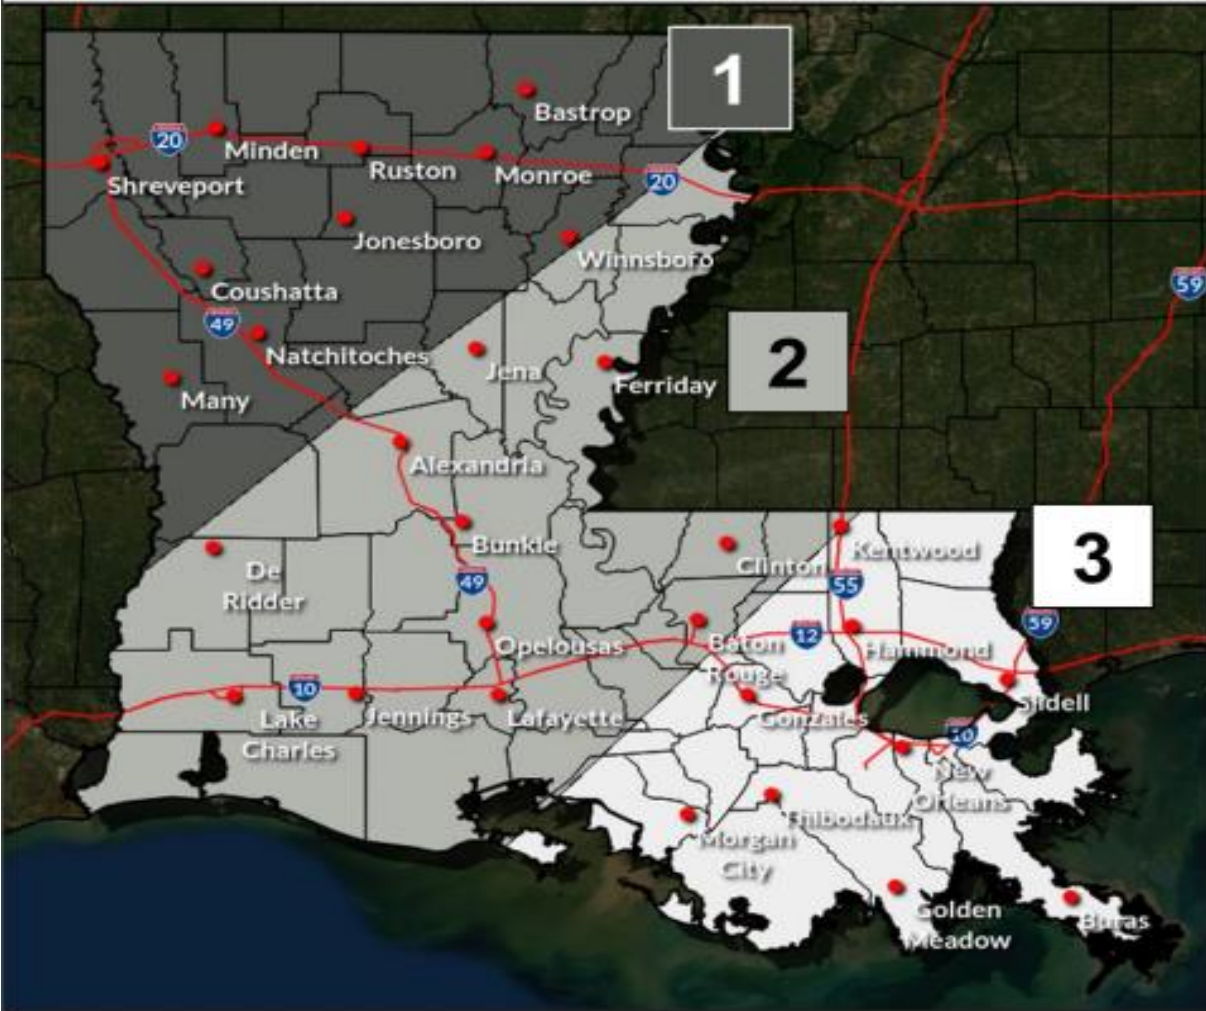 1
Bastrop
20
Minden
Ruston
Monroe
20
Shreveport
Jonesboro
Winnsboro
Coushatta
59
49
Natchitoches
2
Jena
Ferriday
Many
Alexandria
Bunkie
Kentwood
3
De
Ridder
Clinton
49
55
59
Opelousas
Baton
Rouge
12
Hammond
10
Lake
Charles
Jennings
Lafayette
Gonzales
Slidell
10
New
Orleans
Thibodaux
Morgan
City
Golden
Meadow
Buras